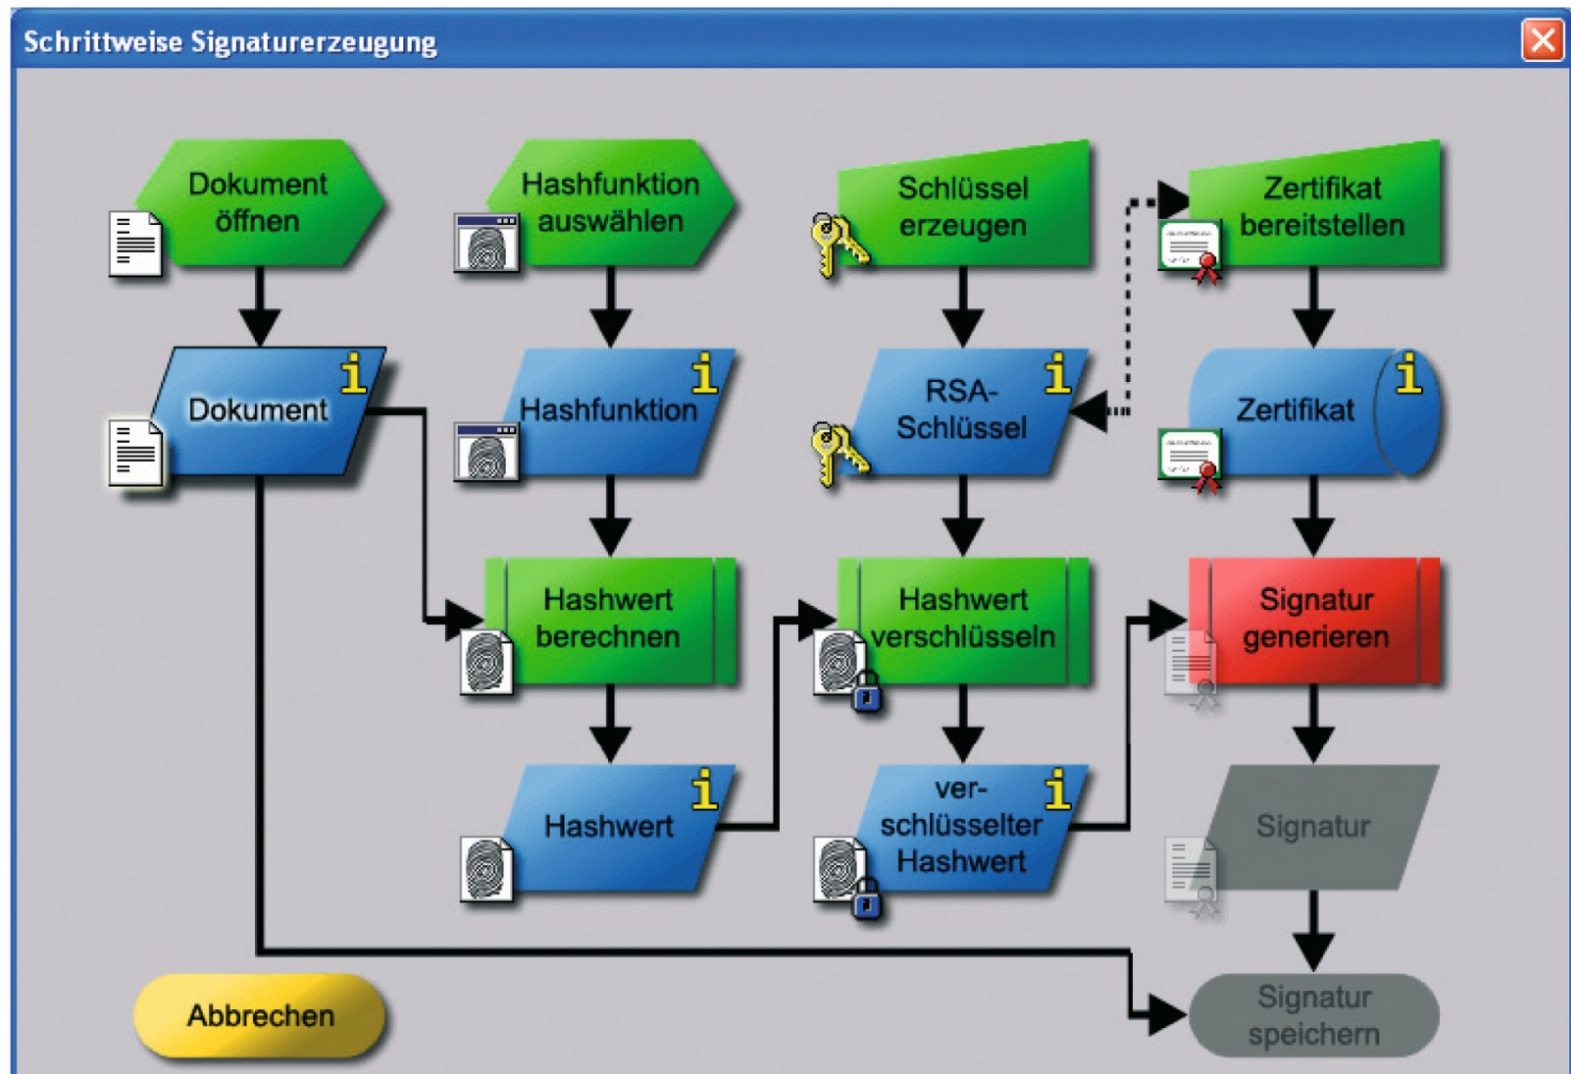 Schrittweise Signaturerzeugung
Dokument
öffnen
Hashfunktion
auswählen
Schlüssel
erzeugen
Zertifikat
bereitstellen
Dokument
i
Hashfunktion
i
RSA-
Schlüssel
i
Zertifikat
i
Hashwert
berechnen
Hashwert
verschlüsseln
Signatur
generieren
Hashwert
i
ver-
schlüsselter
Hashwert
i
Signatur
Abbrechen
Signatur
speichern